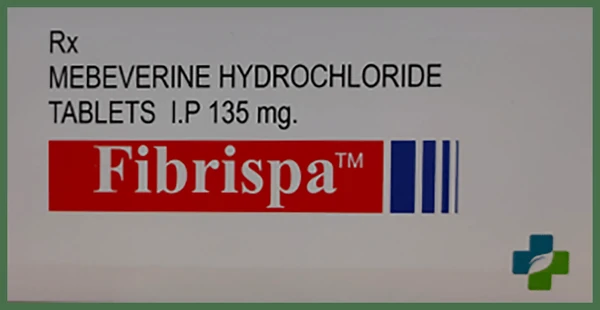 Rx
MEBEVERINE HYDROCHLORIDE
TABLETS I.P 135 mg.
Fibrispa™